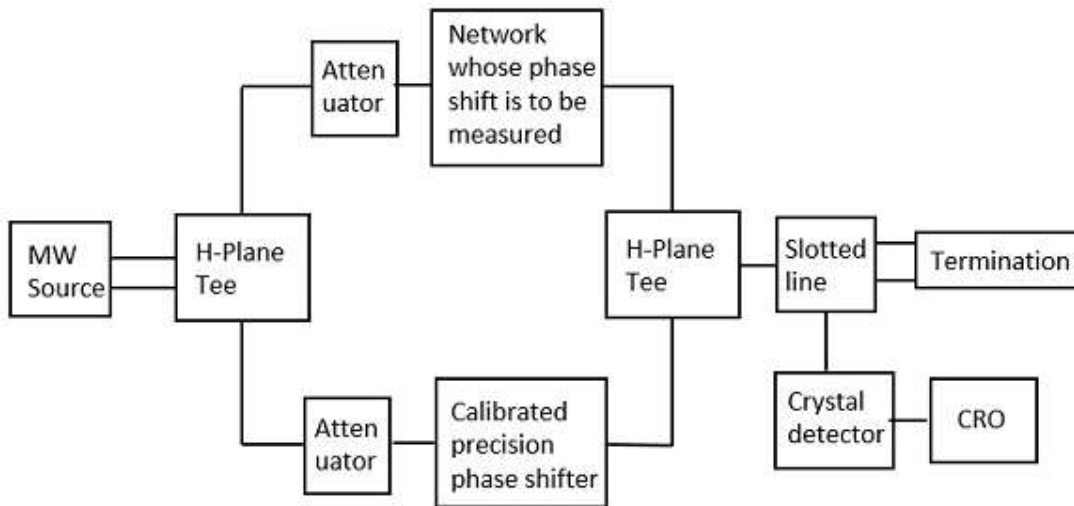 Atten
uator
Network
whose phase
shift is to be
measured
MW
Source
H-Plane
Tee
H-Plane
Tee
Slotted
line
Termination
Atten
uator
Calibrated
precision
phase shifter
Crystal
detector
CRO